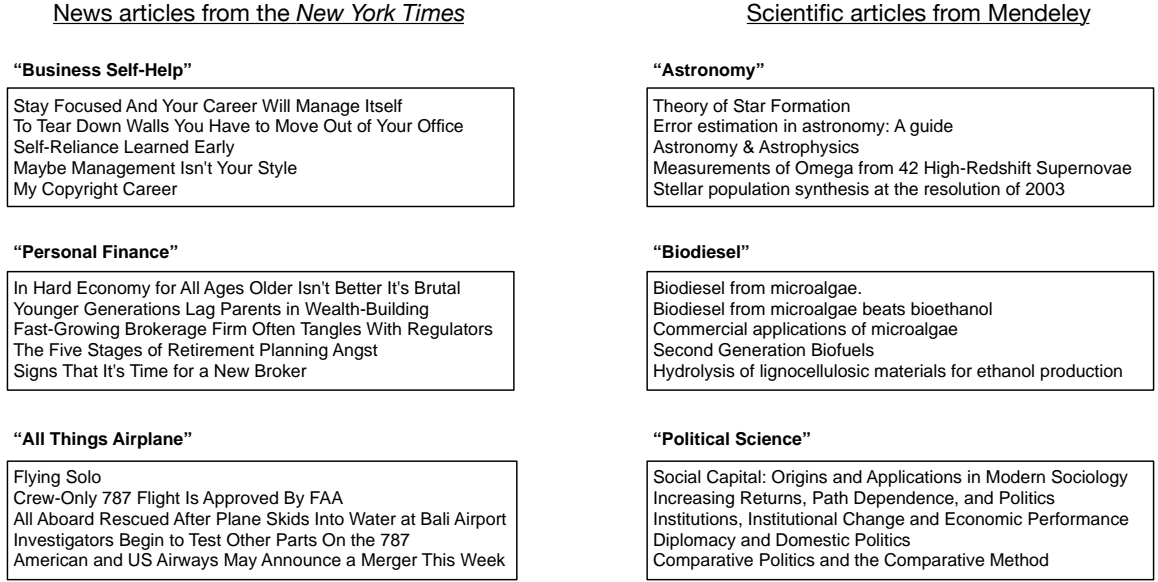 News articles from the New York Times
“Business Self-Help”
Stay Focused And Your Career Will Manage Itself
To Tear Down Walls You Have to Move Out of Your Office
Self-Reliance Learned Early
Maybe Management Isn't Your Style
My Copyright Career
“Personal Finance”
In Hard Economy for All Ages Older Isn't Better It's Brutal
Younger Generations Lag Parents in Wealth-Building
Fast-Growing Brokerage Firm Often Tangles With Regulators
The Five Stages of Retirement Planning Angst
Signs That It's Time for a New Broker
“All Things Airplane”
Flying Solo
Crew-Only 787 Flight Is Approved By FAA
All Aboard Rescued After Plane Skids Into Water at Bali Airport
Investigators Begin to Test Other Parts On the 787
American and US Airways May Announce a Merger This Week
Scientific articles from Mendeley
“Astronomy”
Theory of Star Formation
Error estimation in astronomy: A guide
Astronomy & Astrophysics
Measurements of Omega from 42 High-Redshift Supernovae
Stellar population synthesis at the resolution of 2003
“Biodiesel”
Biodiesel from microalgae.
Biodiesel from microalgae beats bioethanol
Commercial applications of microalgae
Second Generation Biofuels
Hydrolysis of lignocellulosic materials for ethanol production
“Political Science”
Social Capital: Origins and Applications in Modern Sociology
Increasing Returns, Path Dependence, and Politics
Institutions, Institutional Change and Economic Performance
Diplomacy and Domestic Politics
Comparative Politics and the Comparative Method